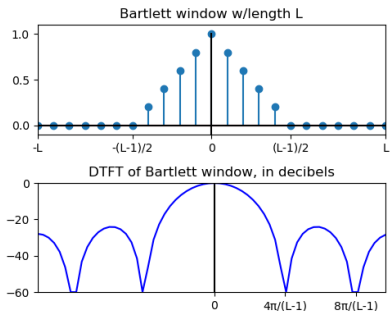 Bartlett window w/length L
1.0
0.5
0.0
-L -(L-1)/2 0 (L-1)/2 L
DTFT of Bartlett window, in decibels
0
−20
−40
−60
0 4π/(L-1) 8π/(L-1)